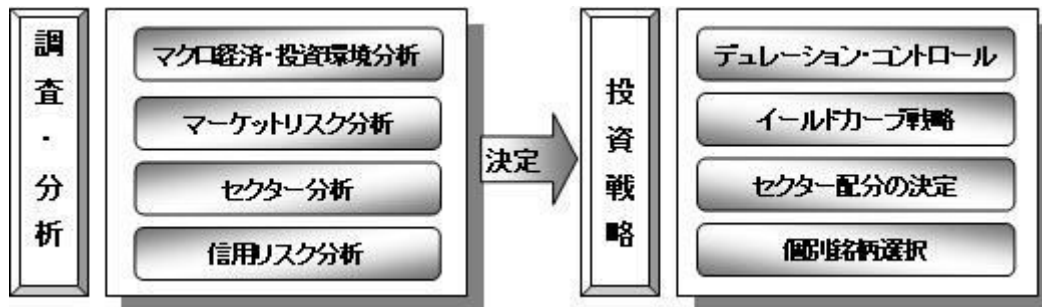 調査・分析
マクロ経済・投資環境分析
マーケットリスク分析
セクター分析
信用リスク分析
決定
投資戦略
デュレーション・コントロール
イールドカーブ戦略
セクター配分の決定
個別銘柄選択